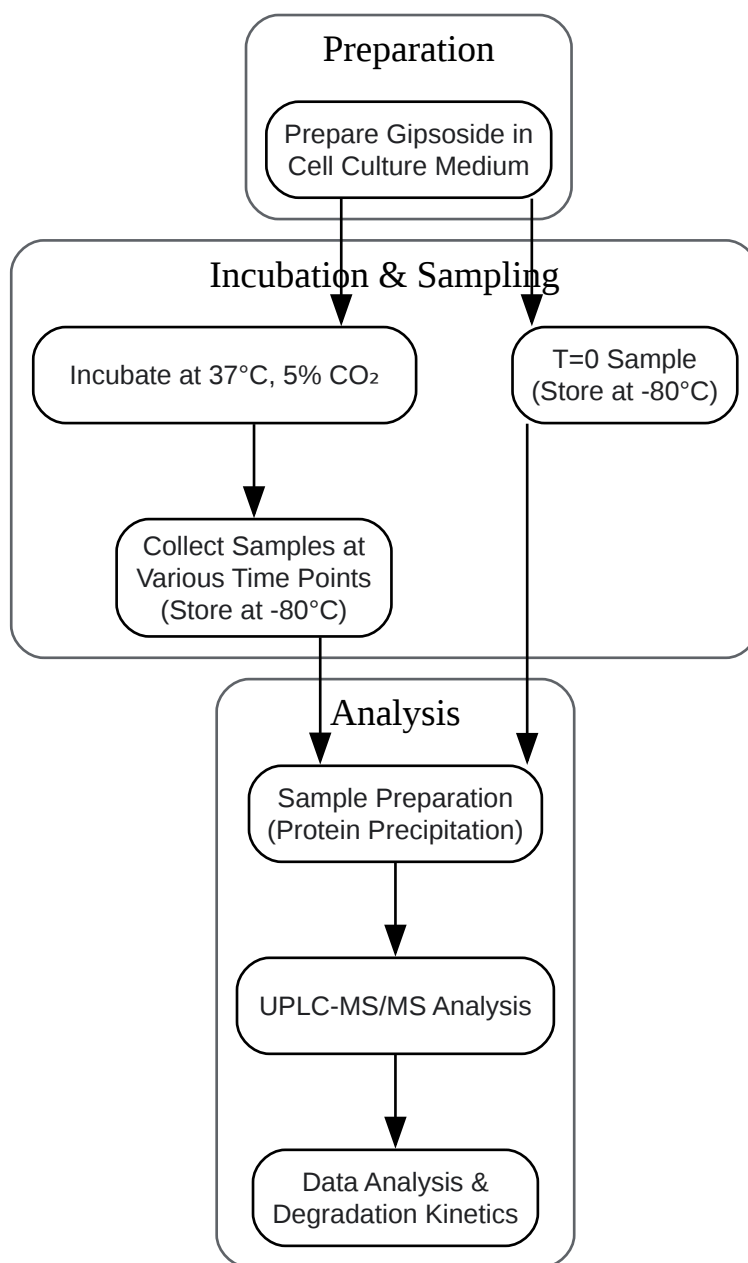 Preparation
Prepare Gipsoside in
Cell Culture Medium
Incubation & Sampling
Incubate at 37°C, 5% CO₂
T=0 Sample
(Store at -80°C)
Collect Samples at
Various Time Points
(Store at -80°C)
Analysis
Sample Preparation
(Protein Precipitation)
UPLC-MS/MS Analysis
Data Analysis &
Degradation Kinetics